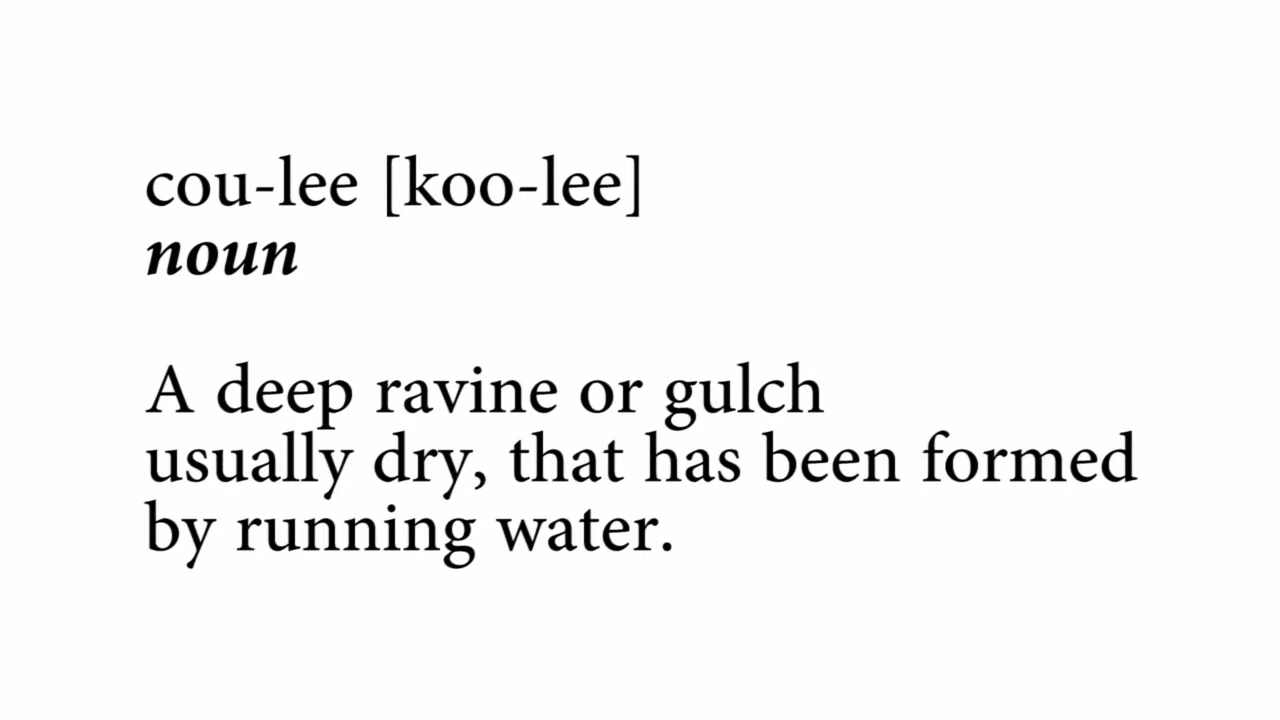 cou-lee [koo-lee]
noun
A deep ravine or gulch
usually dry, that has been formed
by running water.